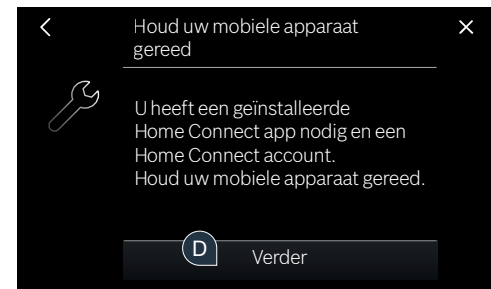 Houd uw mobiele apparaat
gereed
U heeft een geïnstalleerde
Home Connect app nodig en een
Home Connect account.
Houd uw mobiele apparaat gereed.
D
Verder